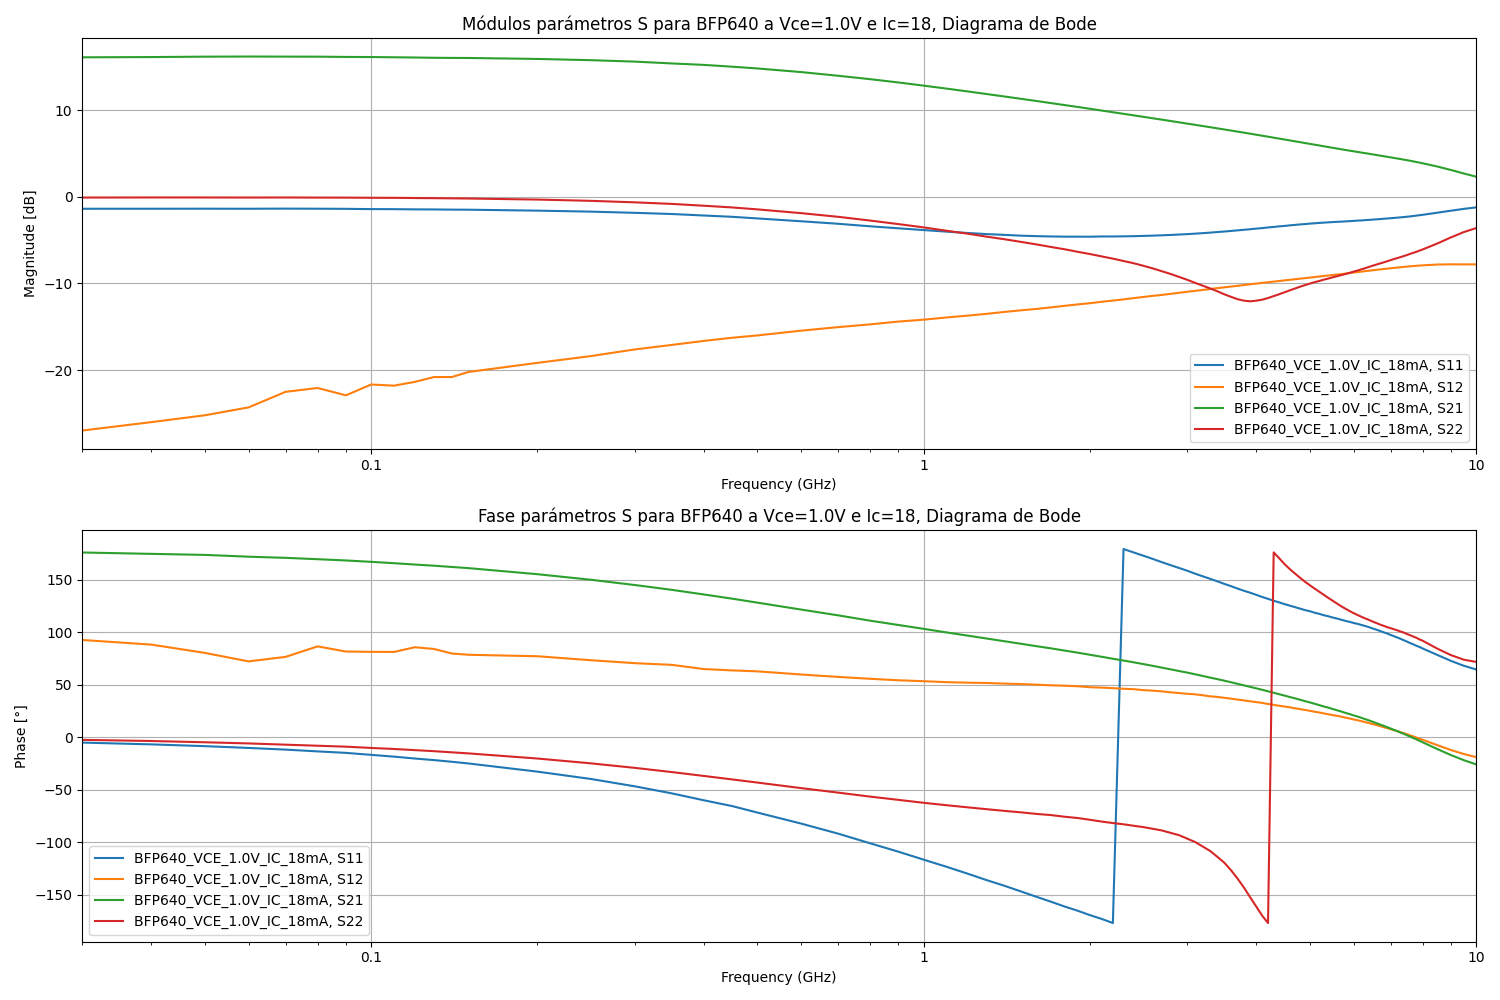 Módulos parámetros S para BFP640 a Vce=1.0V e Ic=18, Diagrama de Bode
Magnitude [dB]
10
0
−10
−20
BFP640_VCE_1.0V_IC_18mA, S11
BFP640_VCE_1.0V_IC_18mA, S12
BFP640_VCE_1.0V_IC_18mA, S21
BFP640_VCE_1.0V_IC_18mA, S22
0.1
1
10
Frequency (GHz)
Fase parámetros S para BFP640 a Vce=1.0V e Ic=18, Diagrama de Bode
Phase [°]
150
100
50
0
−50
−100
−150
BFP640_VCE_1.0V_IC_18mA, S11
BFP640_VCE_1.0V_IC_18mA, S12
BFP640_VCE_1.0V_IC_18mA, S21
BFP640_VCE_1.0V_IC_18mA, S22
0.1
1
10
Frequency (GHz)